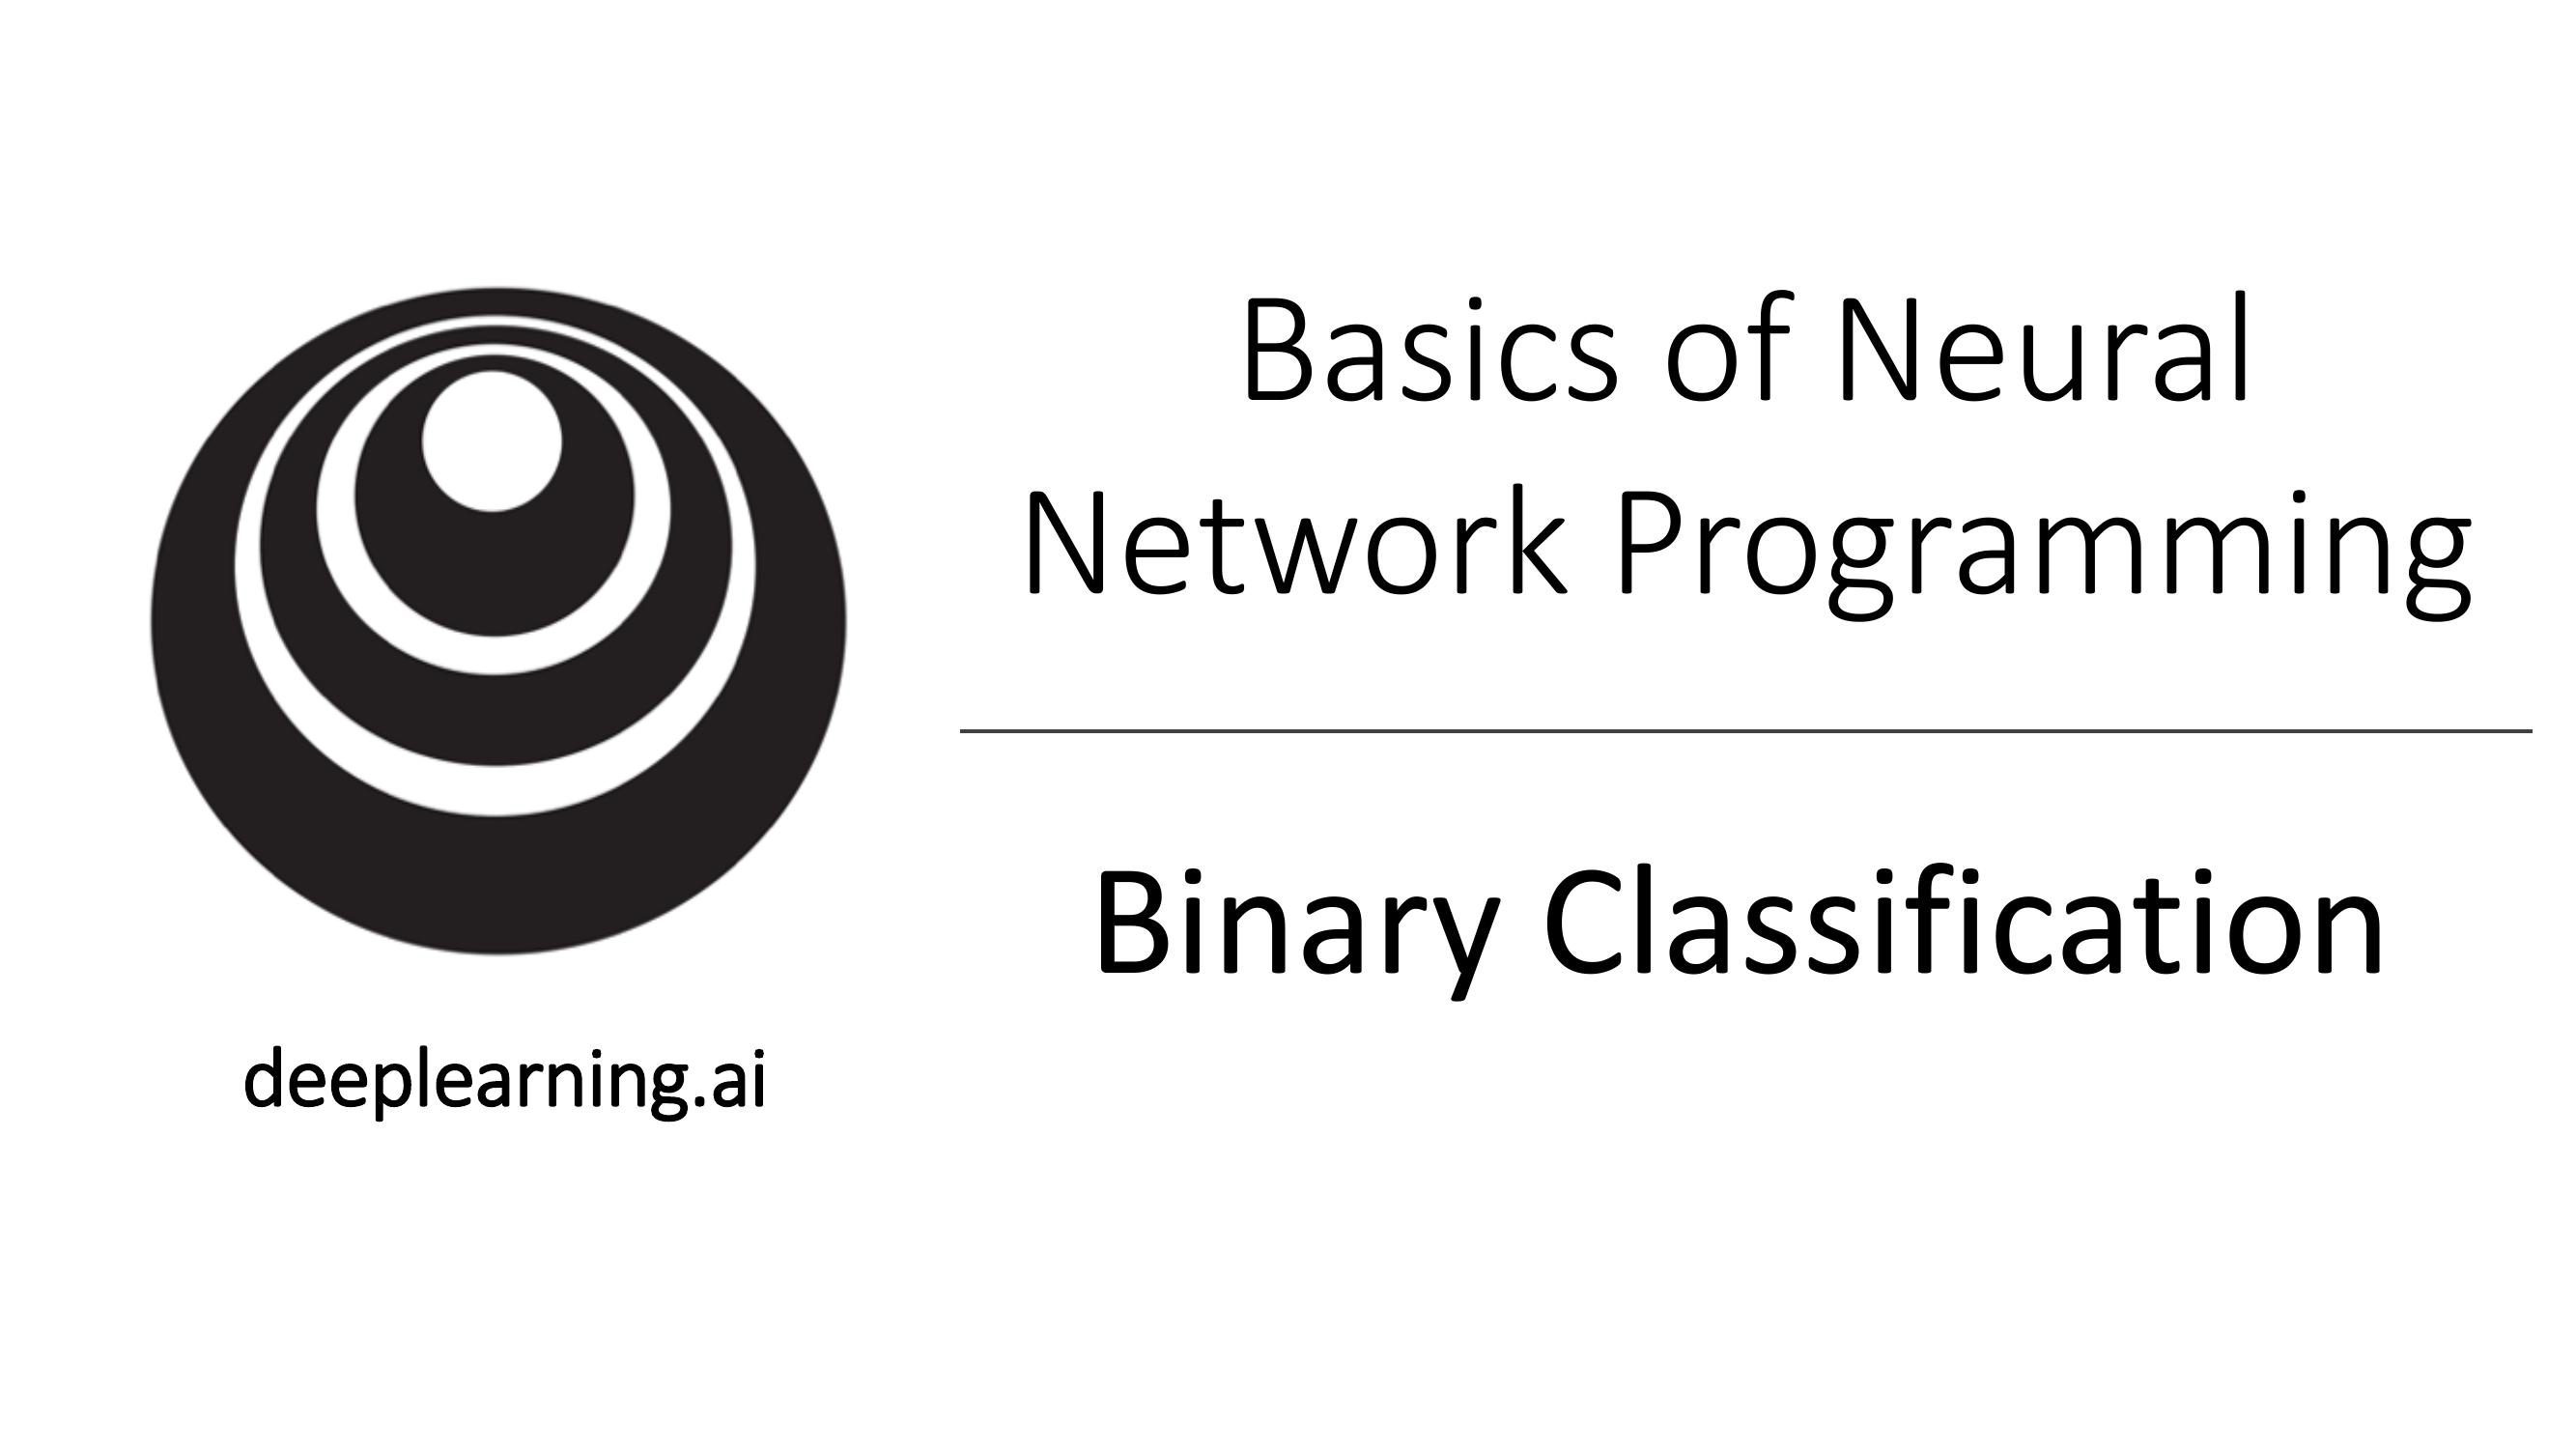 Basics of Neural
Network Programming
Binary Classification
deeplearning.ai